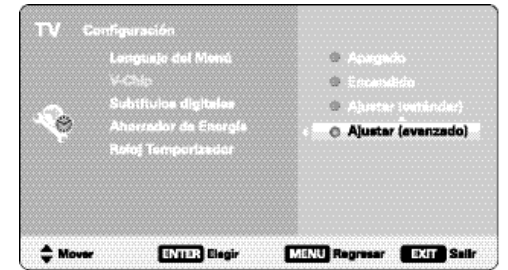 TV Configuración
Lenguaje del Menú
V-Chip
Subtítulos digitales
Ahorrador de Energía
Reloj Temporizador
Apagado
Encendido
Ajustar (estándar)
Ajustar (avanzado)
Mover ENTER Elegir MENU Regresar EXIT Salir